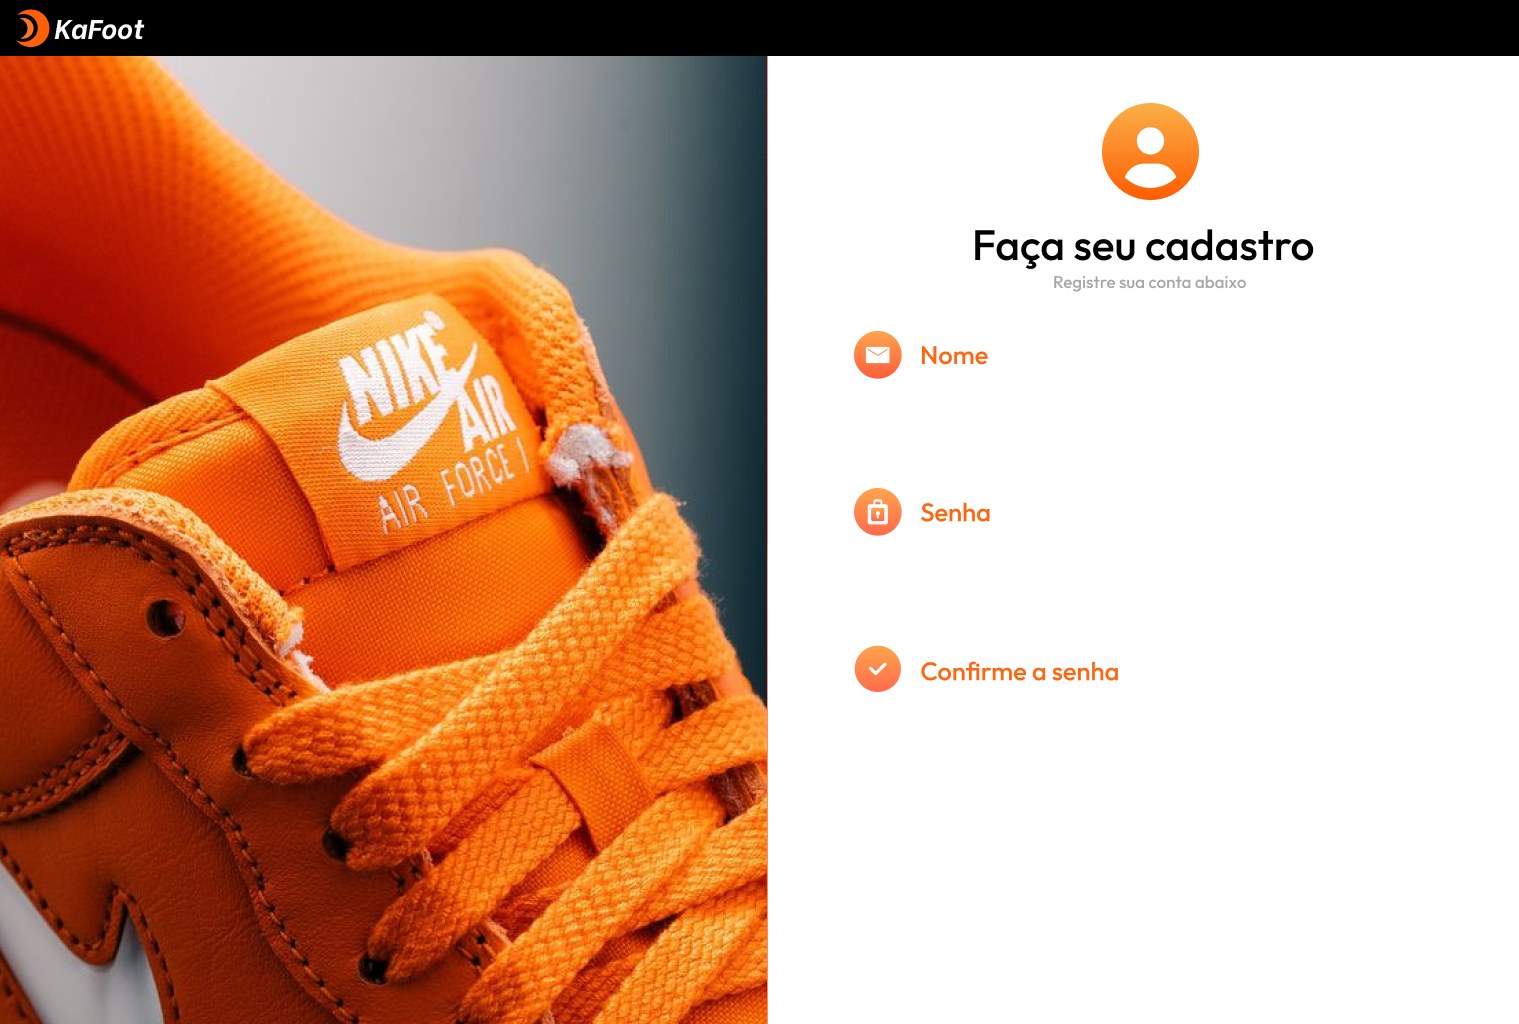 KaFoot
NIKE®
AIR
AIR FORCE 1
Faça seu cadastro
Registre sua conta abaixo
Nome
Senha
Confirme a senha